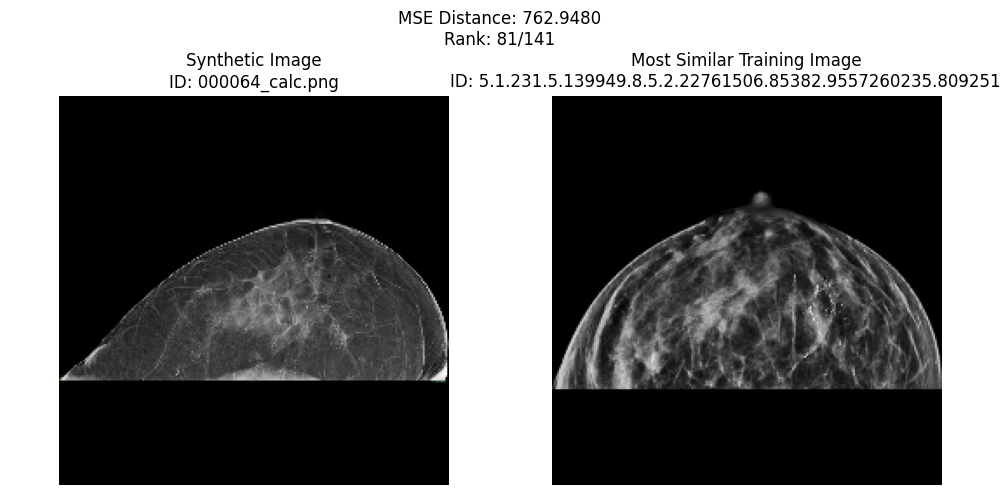 MSE Distance: 762.9480
Rank: 81/141
Synthetic Image
ID: 000064_calc.png
Most Similar Training Image
ID: 5.1.231.5.139949.8.5.2.22761506.85382.9557260235.809251